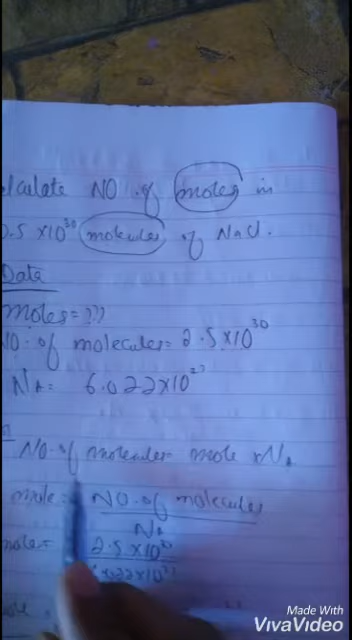 alculate NO. of moles in
2.5 ×10³⁰ molecules of NaCl.
Data
moles = ??
NO. of molecules = 2.5×10³⁰
NA = 6.022×10²³
NO. of molecules = mole × NA
mole = NO. of molecules
NA
mole = 2.5 ×10³⁰
6.022×10²³
Made With
VivaVideo